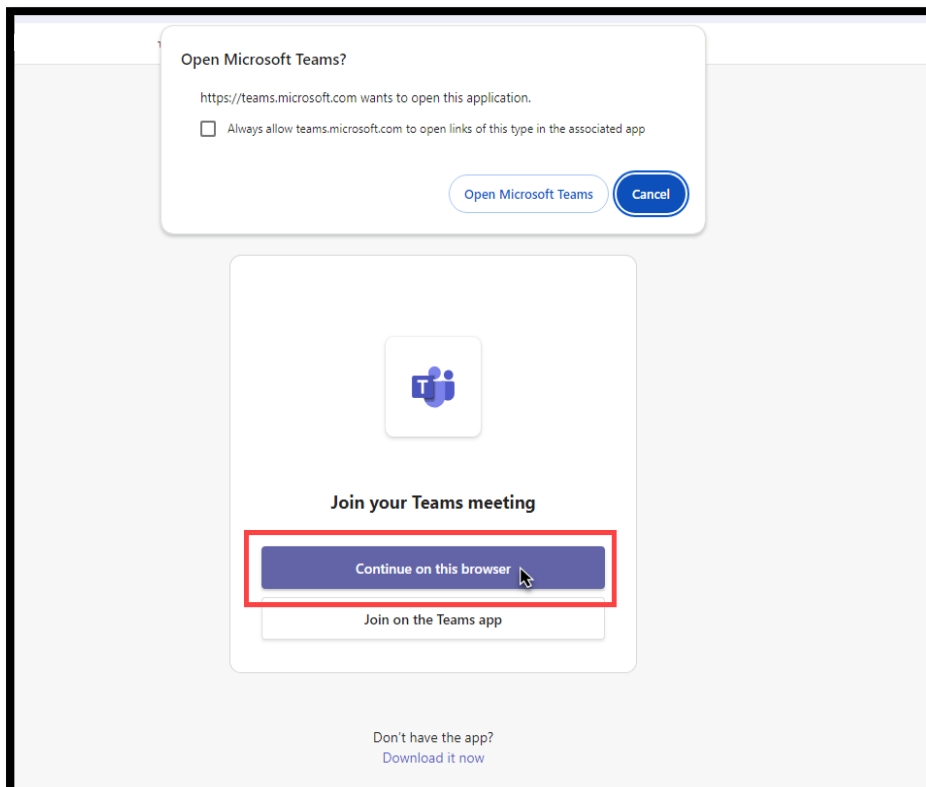 Open Microsoft Teams?
https://teams.microsoft.com wants to open this application.
Always allow teams.microsoft.com to open links of this type in the associated app
Open Microsoft Teams
Cancel
T
Join your Teams meeting
Continue on this browser
Join on the Teams app
Don't have the app?
Download it now